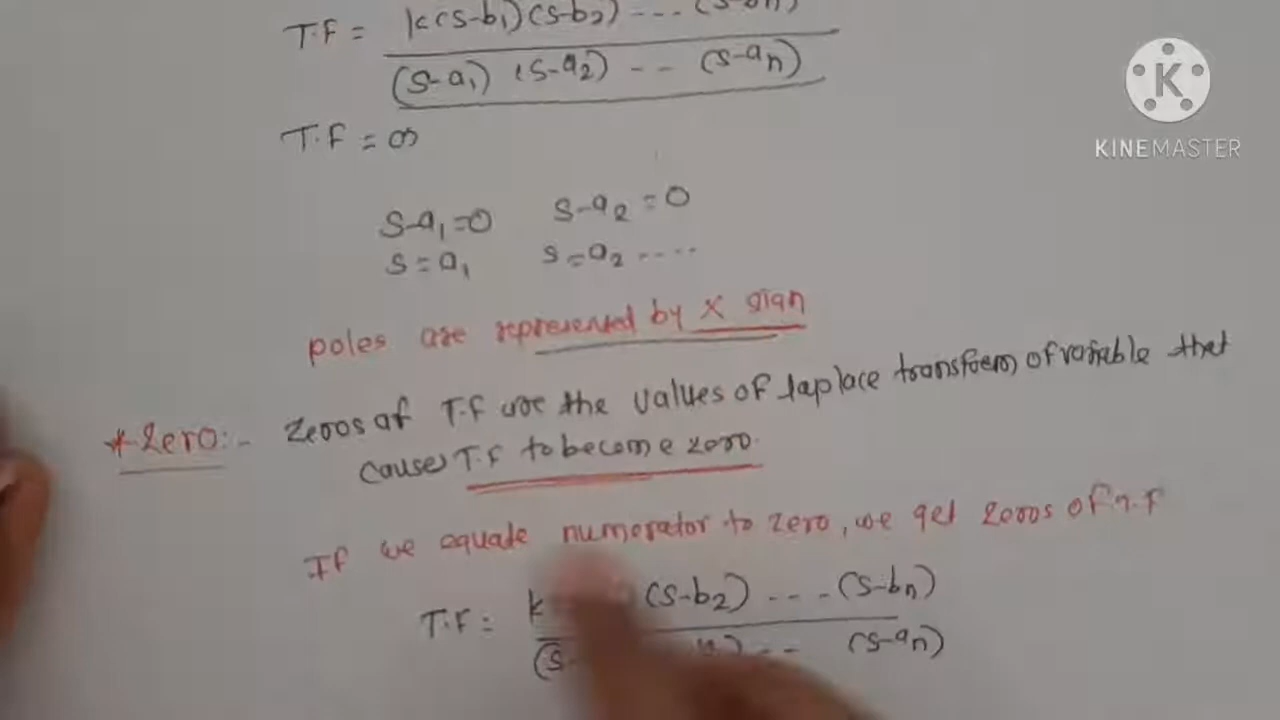 T.F = k(s-b1)(s-b2) --- (s-bn)
(s-a1) (s-a2) -- (s-an)
T.F = ∞
s-a1=0 s-a2=0
s=a1 s=a2 ----
poles are represented by X sign
*Zero:- Zeros of T.F are the values of laplace transform of variable that
cause T.F to become zero.
If we equate numerator to zero, we get zeros of T.F
T.F = k (s-b2) --- (s-bn)
(s- -- (s-an)
K
KINEMASTER